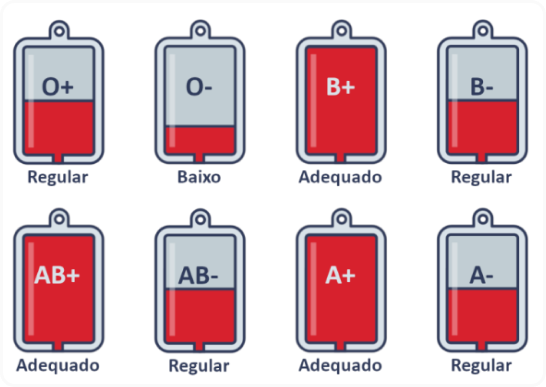 O+ O- B+ B-
Regular Baixo Adequado Regular
AB+ AB- A+ A-
Adequado Regular Adequado Regular